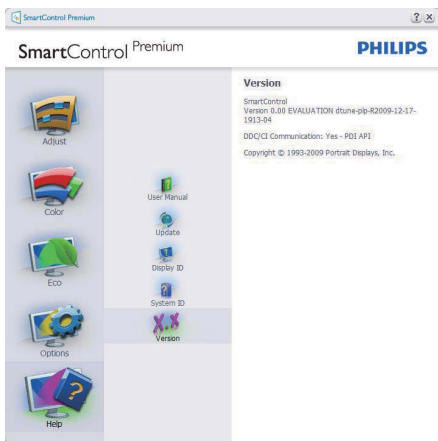 SmartControl Premium
? x
SmartControl Premium
PHILIPS
Adjust
Color
Eco
Options
Help
User Manual
Update
Display ID
System ID
X.X
Version
Version
SmartControl
Version 0.00 EVALUATION dtune-plp-R2009-12-17-
1913-04
DDC/CI Communication: Yes - PDI API
Copyright © 1993-2009 Portrait Displays, Inc.